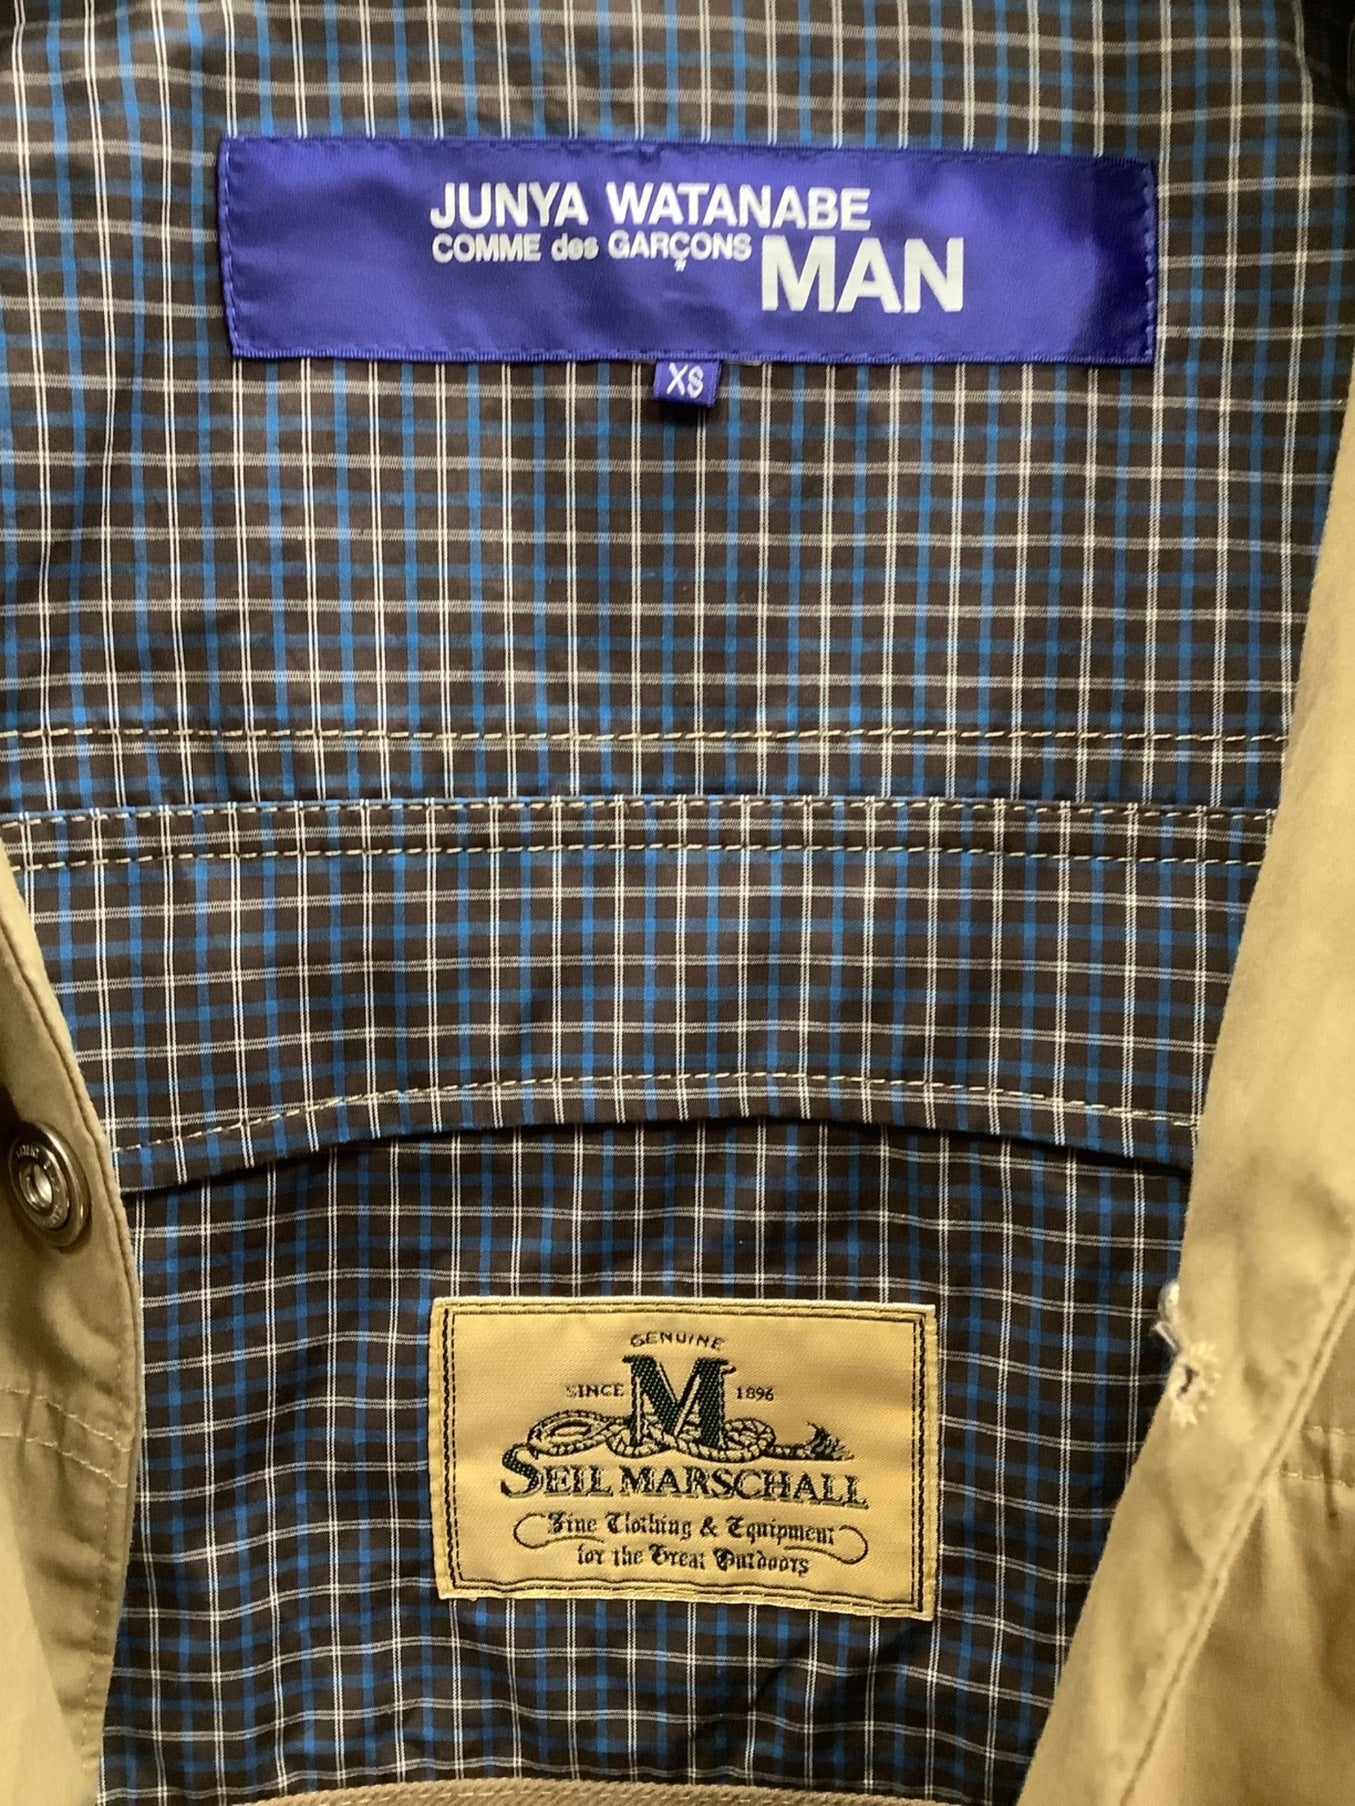 JUNYA WATANABE
COMME des GARÇONS MAN
XS
GENUINE
SINCE M 1896
SEIL MARSCHALL
Fine Clothing & Equipment
for the Great Outdoors